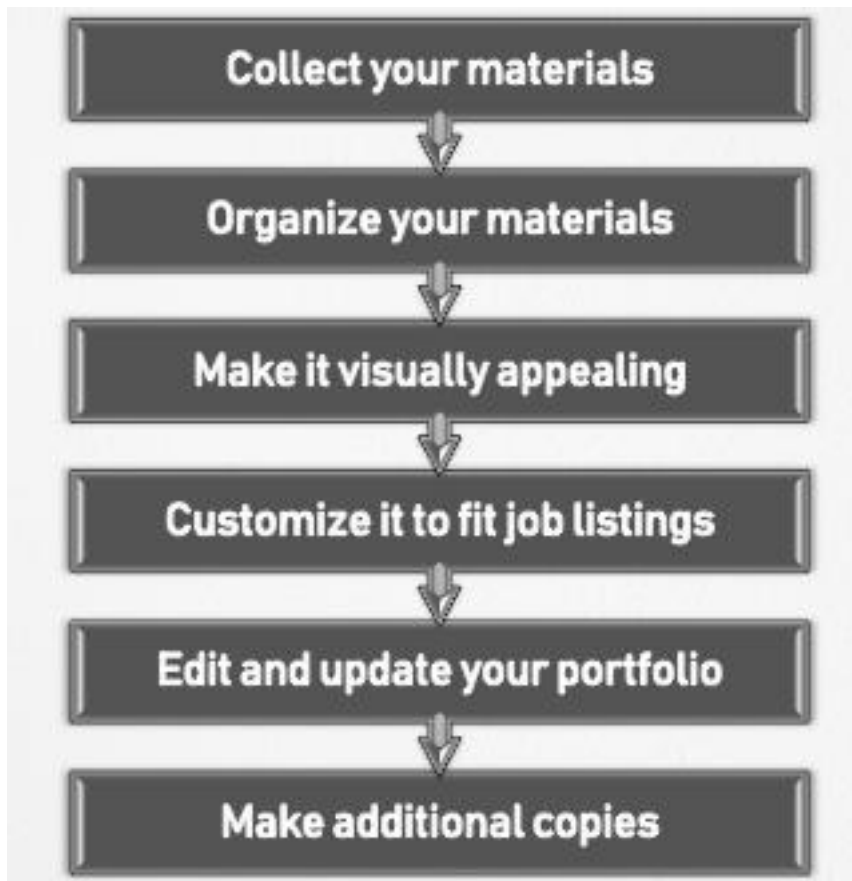 Collect your materials
Organize your materials
Make it visually appealing
Customize it to fit job listings
Edit and update your portfolio
Make additional copies